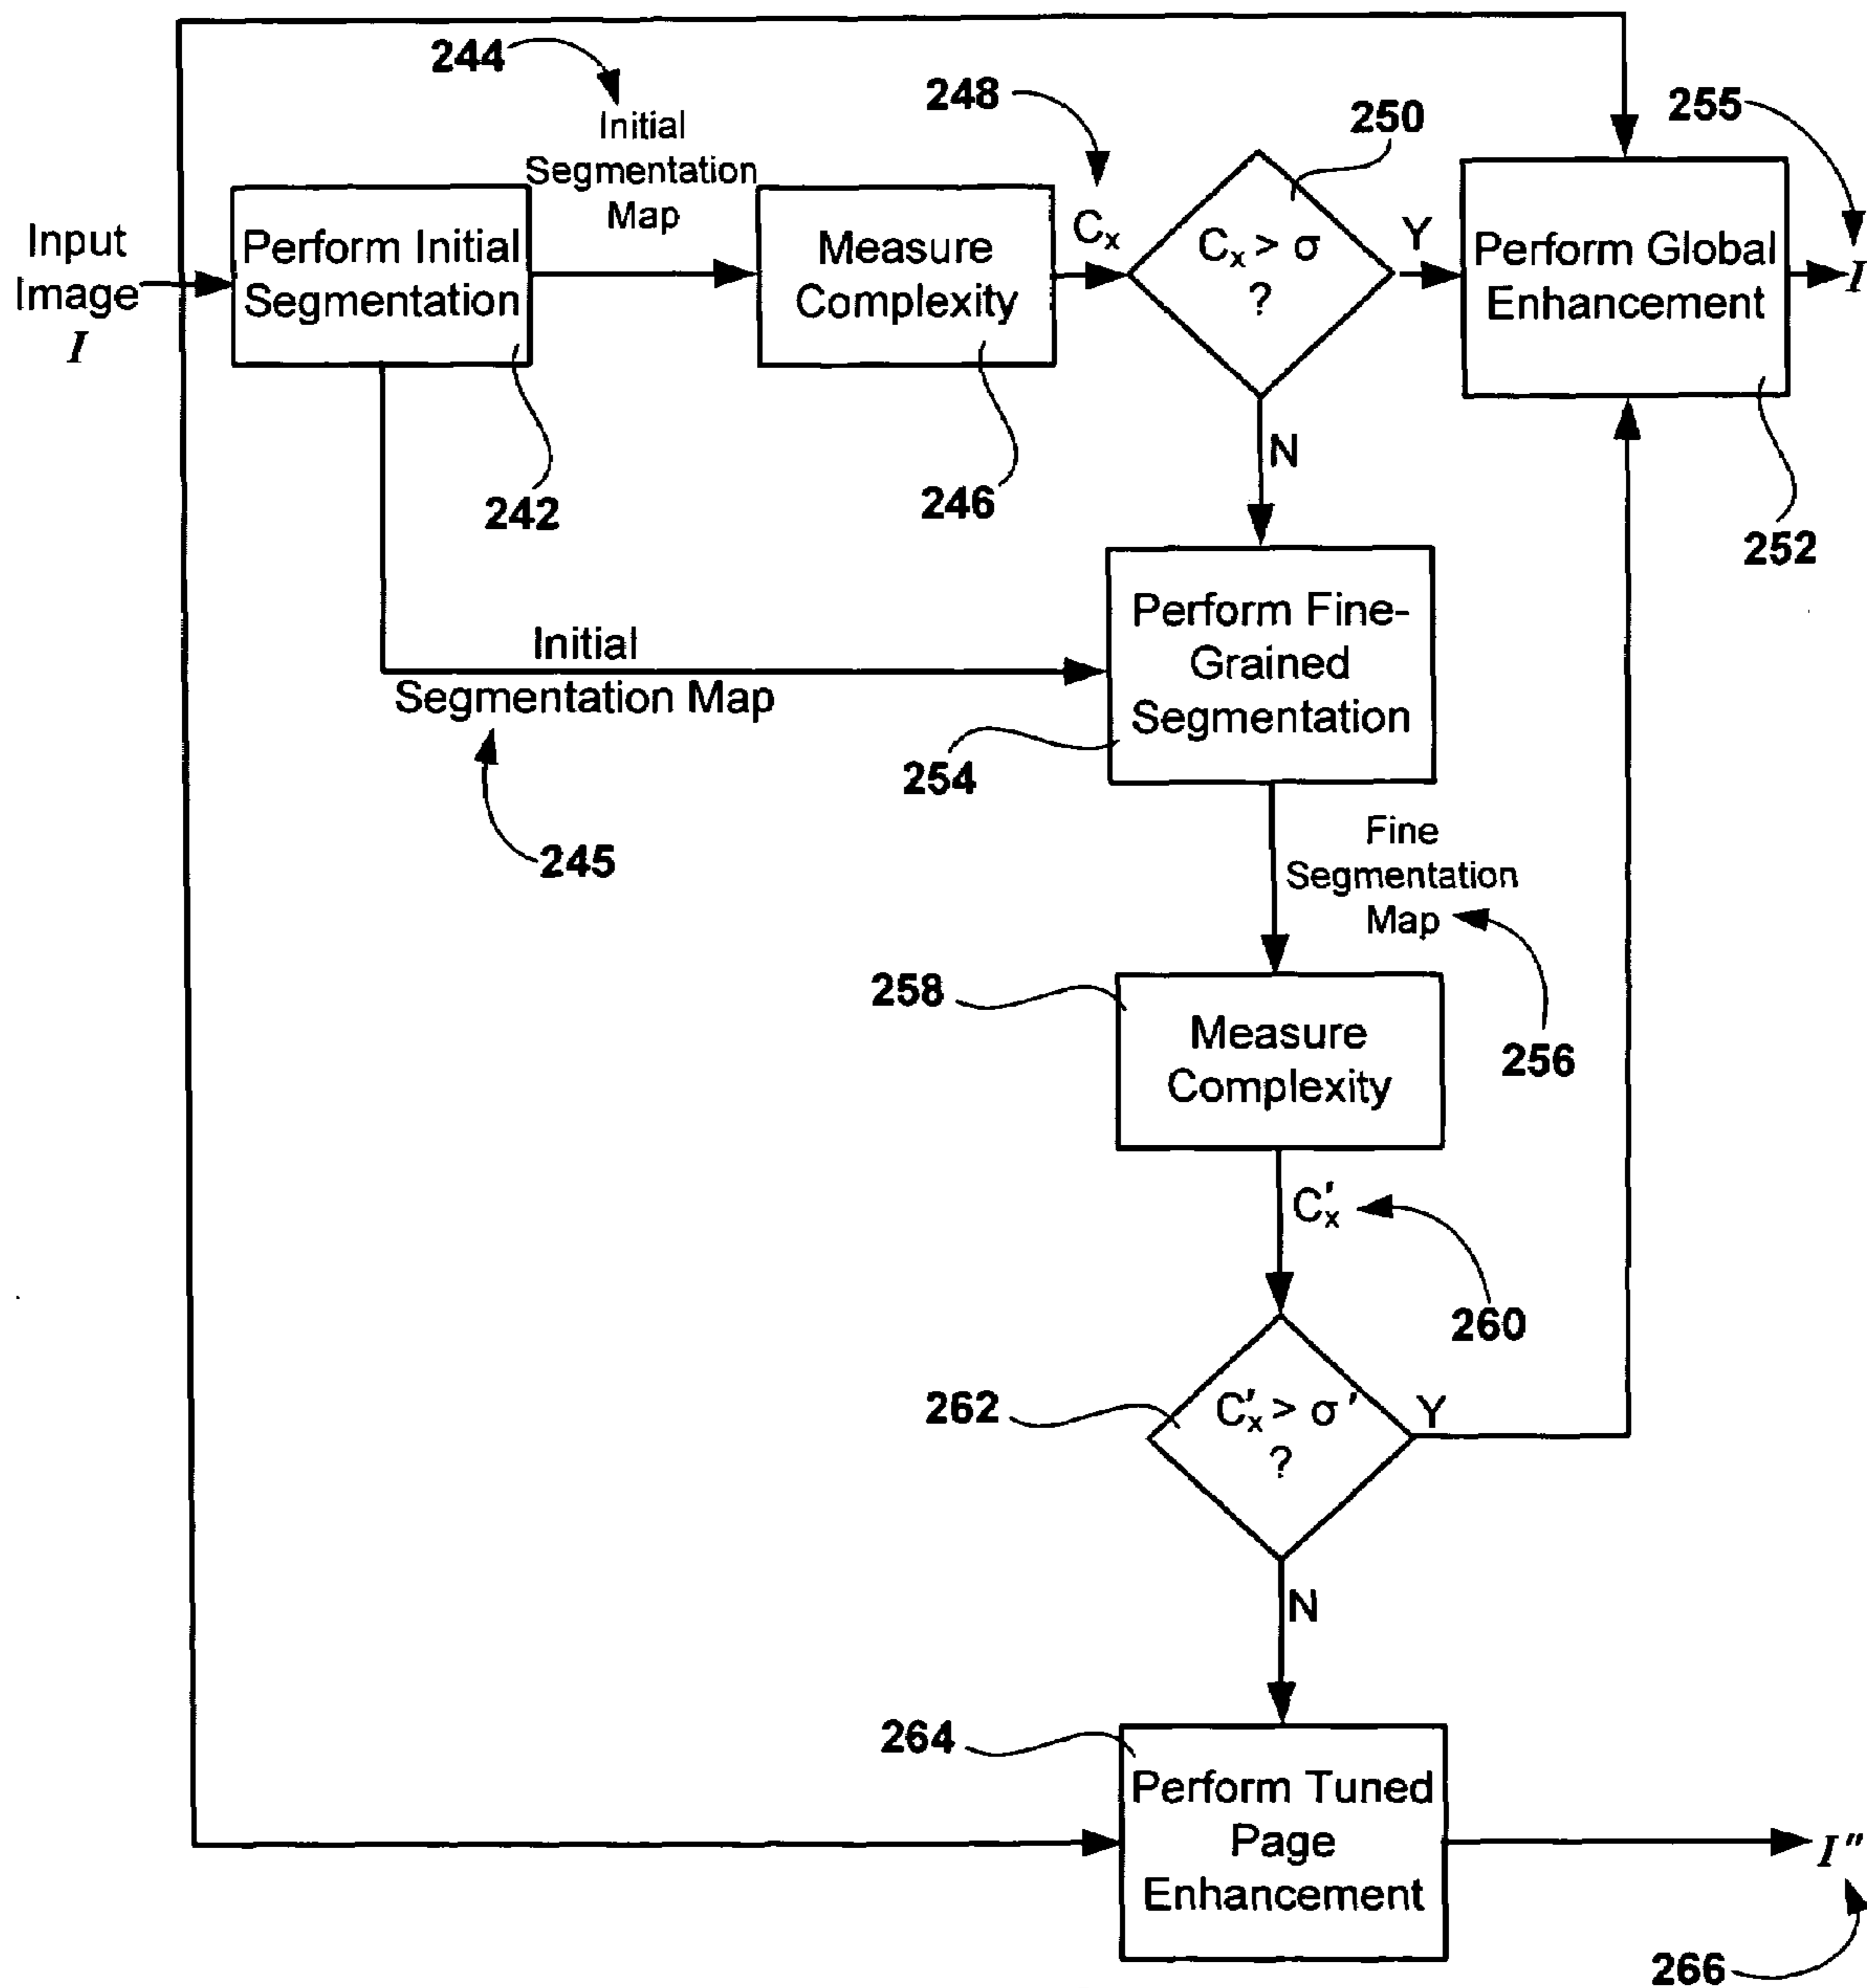 244
Initial
Segmentation
Map
248
250
255
Input
Image
I
Perform Initial
Segmentation
Measure
Complexity
Cₓ
Cₓ > σ
?
Y
Perform Global
Enhancement
I
N
242
246
252
Perform Fine-
Grained
Segmentation
Initial
Segmentation Map
254
245
Fine
Segmentation
Map
258
Measure
Complexity
256
C'ₓ
260
262
C'ₓ > σ'
?
Y
N
264
Perform Tuned
Page
Enhancement
I"
266